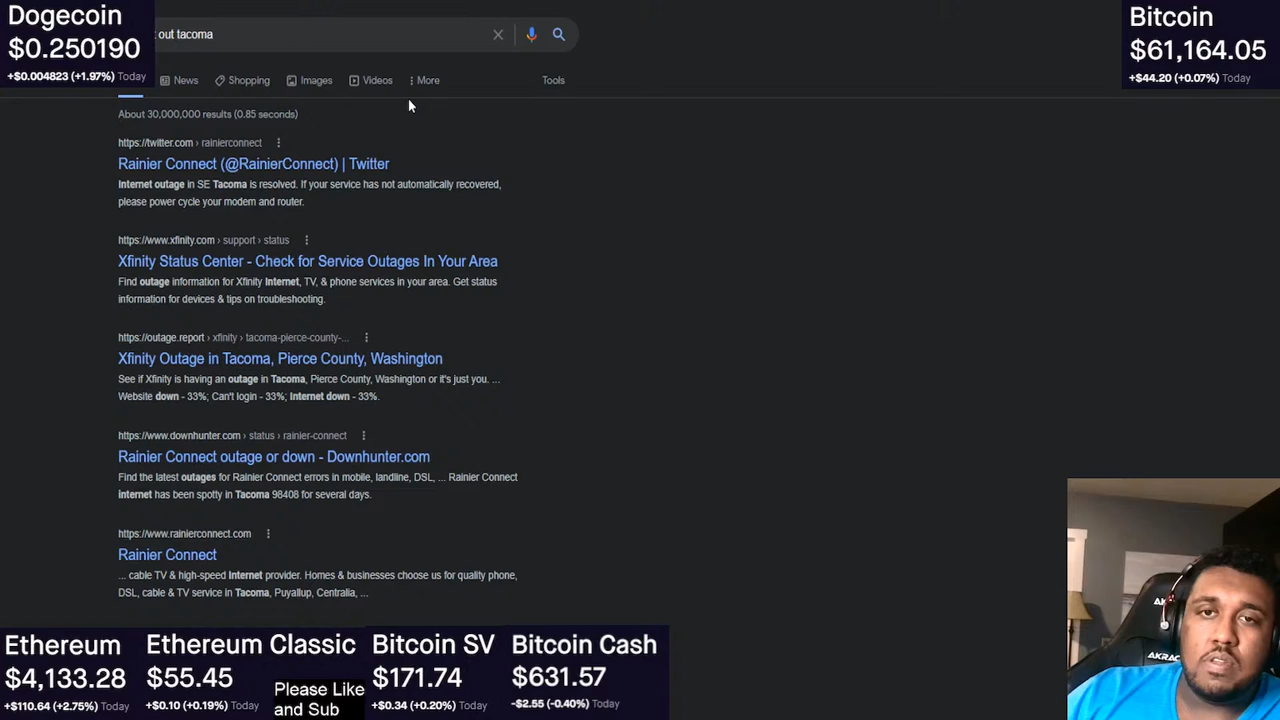 Dogecoin
$0.250190
+$0.004823 (+1.97%) Today
out tacoma
Bitcoin
$61,164.05
+$44.20 (+0.07%) Today
News
Shopping
Images
Videos
More
Tools
About 30,000,000 results (0.85 seconds)
https://twitter.com › rainierconnect
Rainier Connect (@RainierConnect) | Twitter
Internet outage in SE Tacoma is resolved. If your service has not automatically recovered,
please power cycle your modem and router.
https://www.xfinity.com › support › status
Xfinity Status Center - Check for Service Outages In Your Area
Find outage information for Xfinity Internet, TV, & phone services in your area. Get status
information for devices & tips on troubleshooting.
https://outage.report › xfinity › tacoma-pierce-county-...
Xfinity Outage in Tacoma, Pierce County, Washington
See if Xfinity is having an outage in Tacoma, Pierce County, Washington or it's just you. ...
Website down - 33%; Can't login - 33%; Internet down - 33%.
https://www.downhunter.com › status › rainier-connect
Rainier Connect outage or down - Downhunter.com
Find the latest outages for Rainier Connect errors in mobile, landline, DSL, ... Rainier Connect
internet has been spotty in Tacoma 98408 for several days.
https://www.rainierconnect.com
Rainier Connect
... cable TV & high-speed Internet provider. Homes & businesses choose us for quality phone,
DSL, cable & TV service in Tacoma, Puyallup, Centralia, ...
Ethereum
$4,133.28
+$110.64 (+2.75%) Today
Ethereum Classic
$55.45
+$0.10 (+0.19%) Today
Please Like
and Sub
Bitcoin SV
$171.74
+$0.34 (+0.20%) Today
Bitcoin Cash
$631.57
-$2.55 (-0.40%) Today
AKRACING